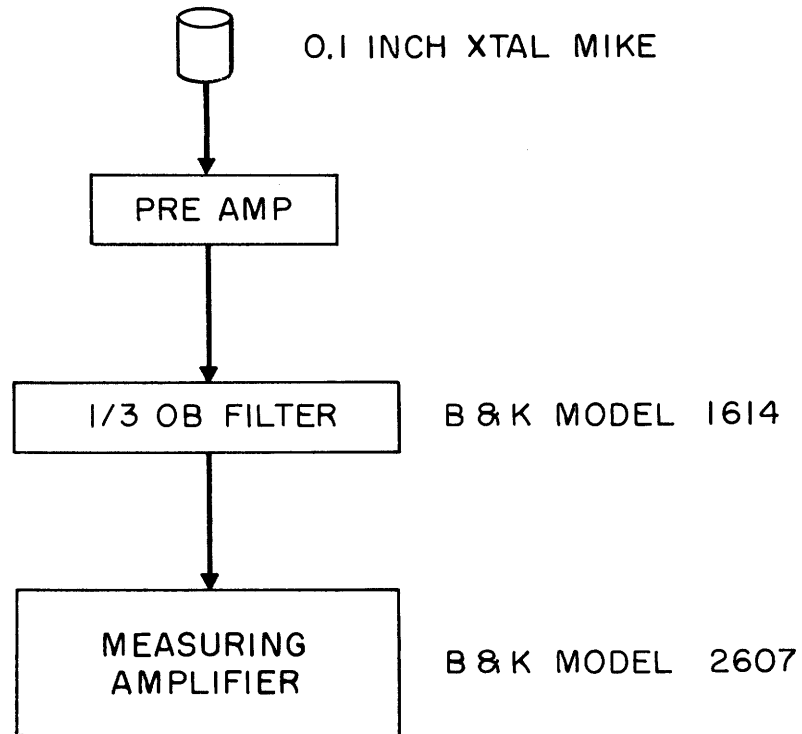 0.1 INCH XTAL MIKE
PRE AMP
1/3 OB FILTER
B & K MODEL 1614
MEASURING
AMPLIFIER
B & K MODEL 2607